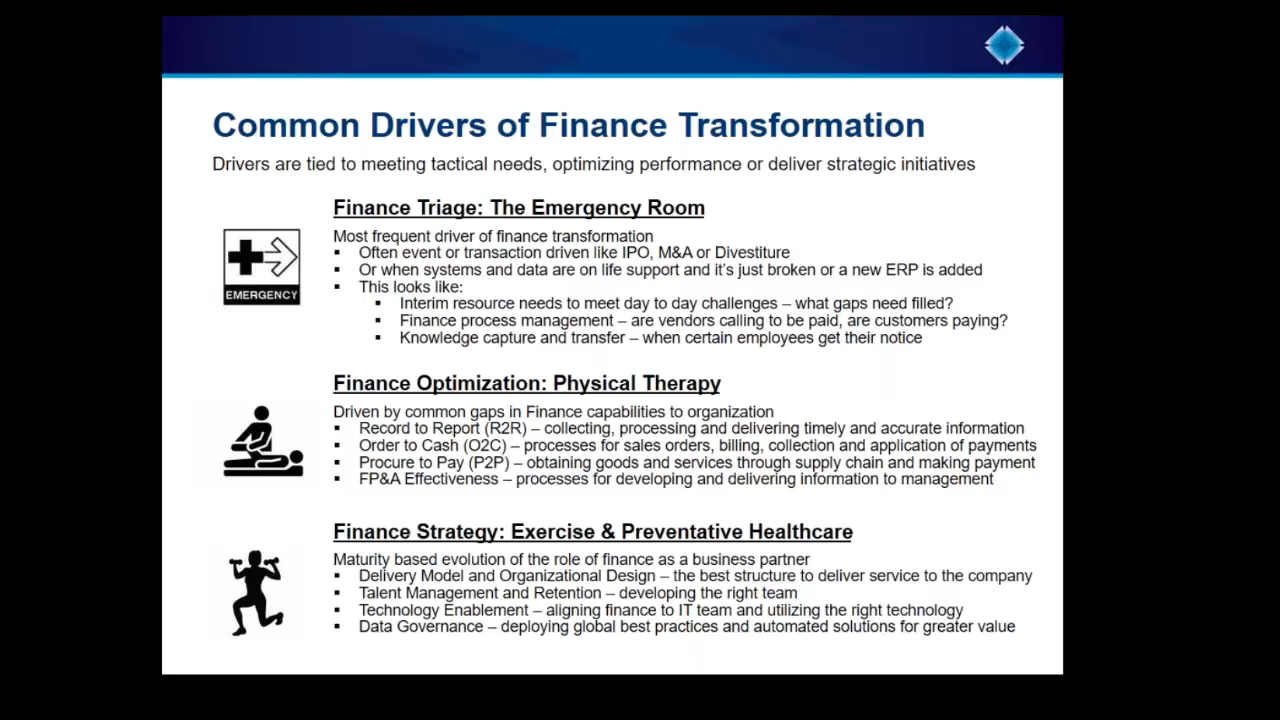 Common Drivers of Finance Transformation
Drivers are tied to meeting tactical needs, optimizing performance or deliver strategic initiatives
Finance Triage: The Emergency Room
Most frequent driver of finance transformation
▪ Often event or transaction driven like IPO, M&A or Divestiture
▪ Or when systems and data are on life support and it's just broken or a new ERP is added
▪ This looks like:
▪ Interim resource needs to meet day to day challenges – what gaps need filled?
▪ Finance process management – are vendors calling to be paid, are customers paying?
▪ Knowledge capture and transfer – when certain employees get their notice
EMERGENCY
Finance Optimization: Physical Therapy
Driven by common gaps in Finance capabilities to organization
▪ Record to Report (R2R) – collecting, processing and delivering timely and accurate information
▪ Order to Cash (O2C) – processes for sales orders, billing, collection and application of payments
▪ Procure to Pay (P2P) – obtaining goods and services through supply chain and making payment
▪ FP&A Effectiveness – processes for developing and delivering information to management
Finance Strategy: Exercise & Preventative Healthcare
Maturity based evolution of the role of finance as a business partner
▪ Delivery Model and Organizational Design – the best structure to deliver service to the company
▪ Talent Management and Retention – developing the right team
▪ Technology Enablement – aligning finance to IT team and utilizing the right technology
▪ Data Governance – deploying global best practices and automated solutions for greater value